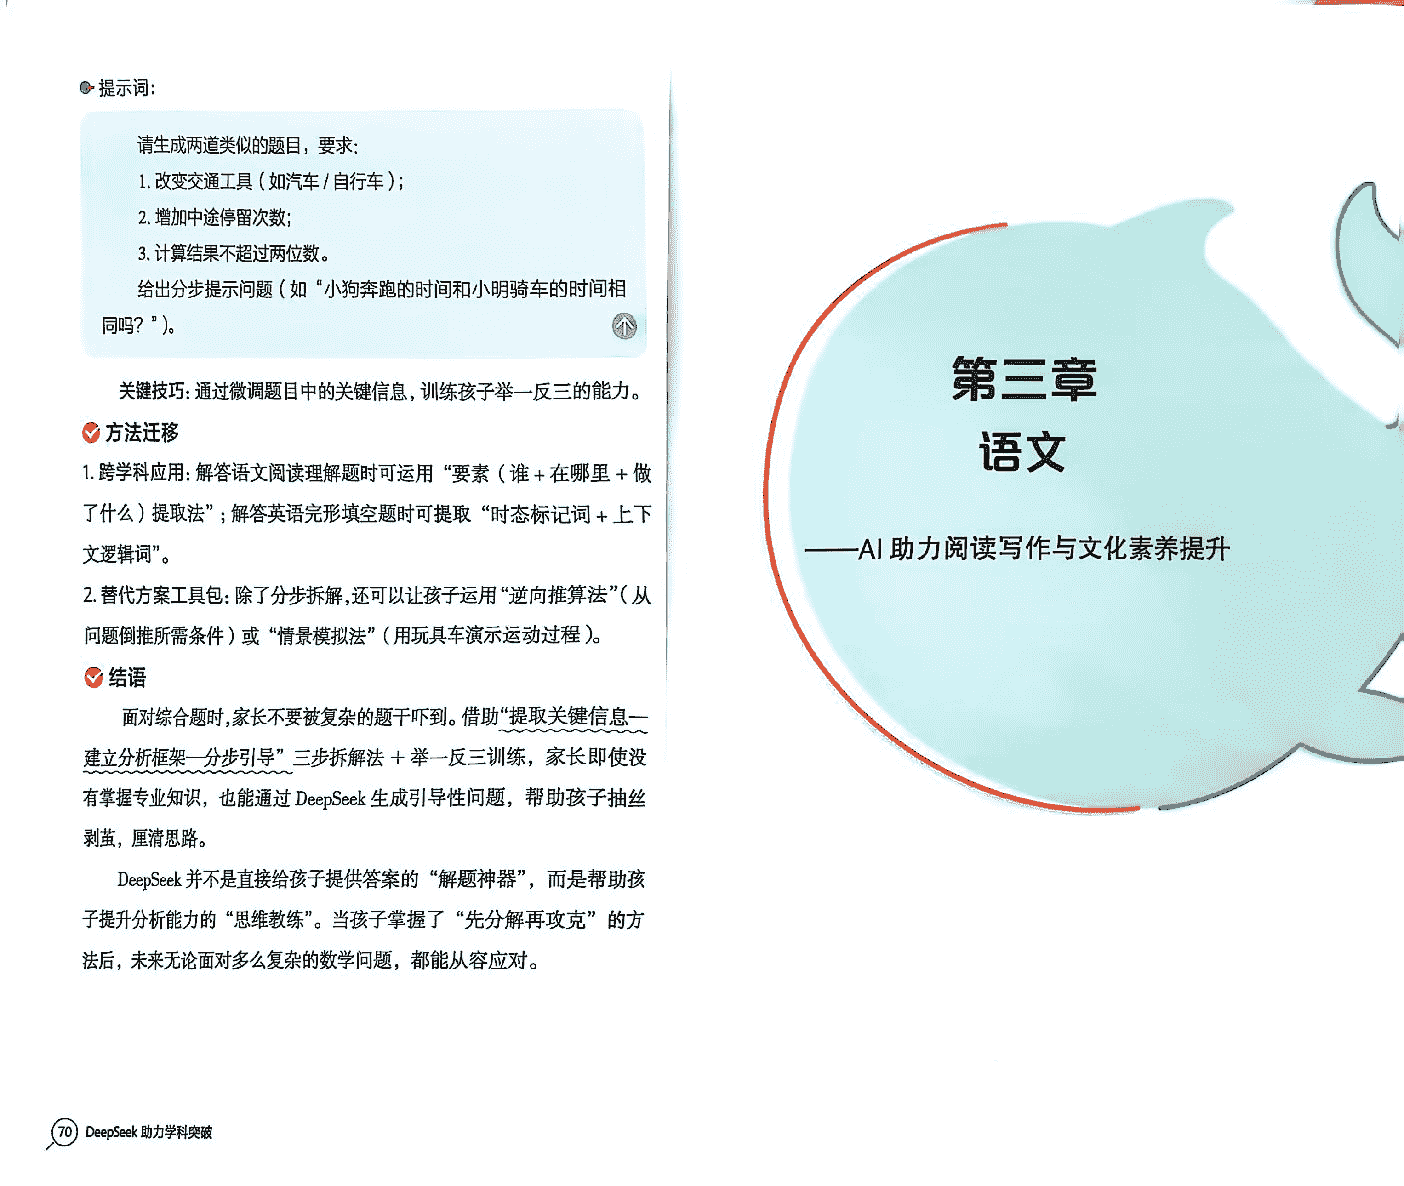 提示词：
请生成两道类似的题目，要求：
1. 改变交通工具（如汽车 / 自行车）；
2. 增加中途停留次数；
3. 计算结果不超过两位数。
给出分步提示问题（如“小狗奔跑的时间和小明骑车的时间相
同吗？”）。
关键技巧：通过微调题目中的关键信息，训练孩子举一反三的能力。
方法迁移
1. 跨学科应用：解答语文阅读理解题时可运用“要素（谁 + 在哪里 + 做
了什么）提取法”；解答英语完形填空题时可提取“时态标记词 + 上下
文逻辑词”。
2. 替代方案工具包：除了分步拆解，还可以让孩子运用“逆向推算法”（从
问题倒推所需条件）或“情景模拟法”（用玩具车演示运动过程）。
结语
面对综合题时，家长不要被复杂的题干吓到。借助“提取关键信息—
建立分析框架—分步引导”三步拆解法 + 举一反三训练，家长即使没
有掌握专业知识，也能通过 DeepSeek 生成引导性问题，帮助孩子抽丝
剥茧，厘清思路。
DeepSeek 并不是直接给孩子提供答案的“解题神器”，而是帮助孩
子提升分析能力的“思维教练”。当孩子掌握了“先分解再攻克”的方
法后，未来无论面对多么复杂的数学问题，都能从容应对。
70 DeepSeek 助力学科突破
第三章
语文
——AI 助力阅读写作与文化素养提升